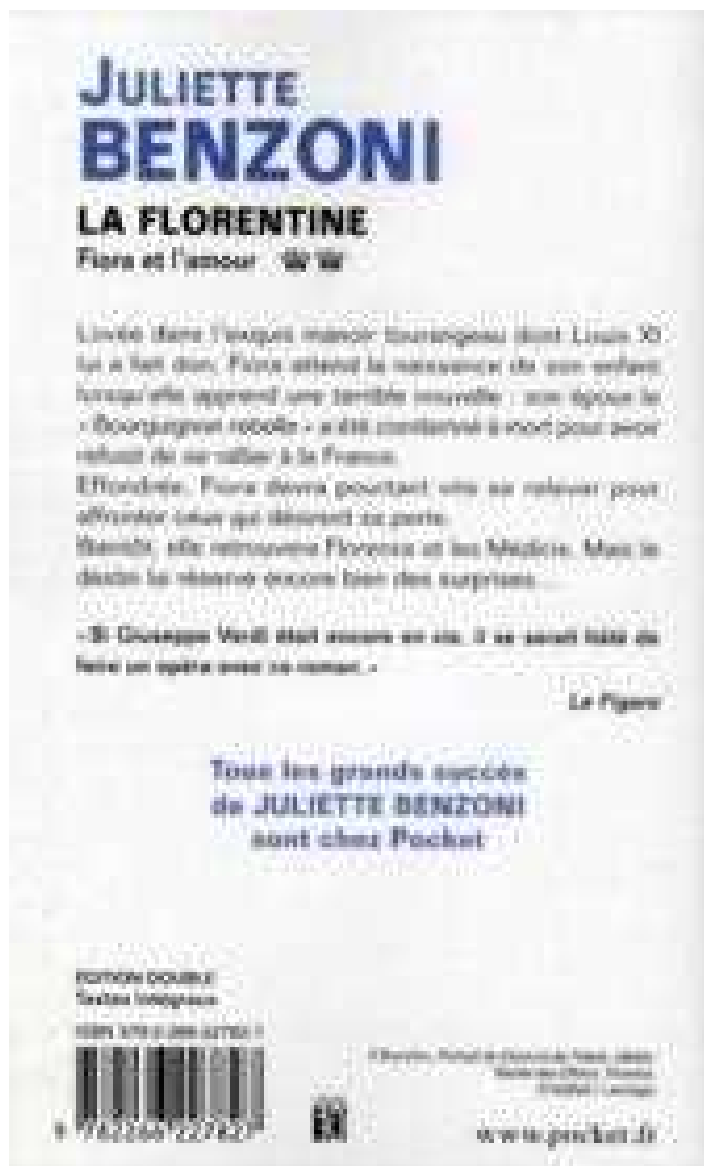 JULIETTE
BENZONI
LA FLORENTINE
Fiora et l'amour
Livrée dans l'exquis manoir tourangeau dont Louis XI
lui a fait don, Fiora attend la naissance de son enfant
lorsqu'elle apprend une terrible nouvelle : son époux le
« Bourguignon rebelle » a été condamné à mort pour avoir
refusé de se rallier à la France.
Effondrée, Fiora devra pourtant vite se relever pour
affronter ceux qui désirent sa perte.
Bientôt, elle retrouvera Florence et les Médicis. Mais le
destin lui réserve encore bien des surprises...
« Si Giuseppe Verdi était encore en vie, il se serait hâté de
faire un opéra avec ce roman. »
Le Figaro
Tous les grands succès
de JULIETTE BENZONI
sont chez Pocket
ÉDITION DOUBLE
Textes intégraux
9 782266 227827
www.pocket.fr